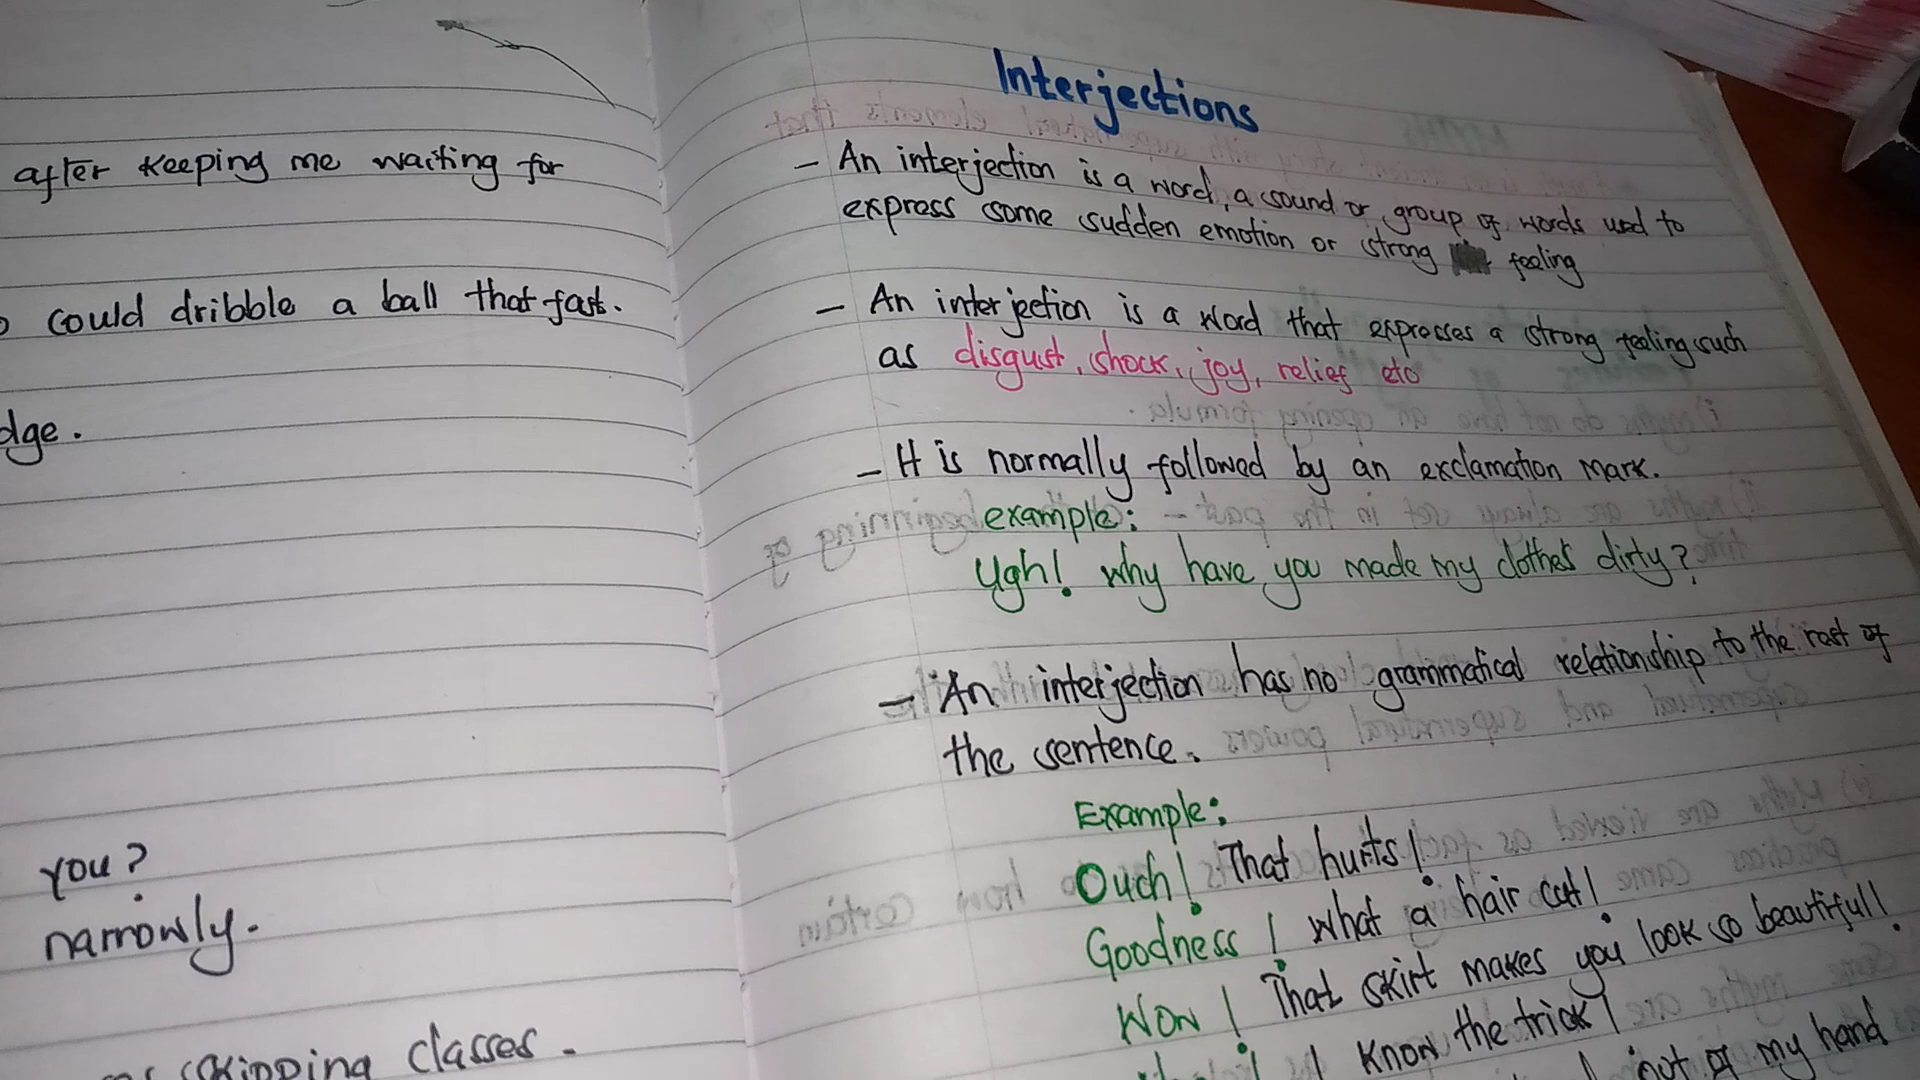 after keeping me waiting for
could dribble a ball that fast.
dge.
you?
narrowly.
skipping classes.
Interjections
- An interjection is a word, a sound or group of words used to
express some sudden emotion or strong feeling
- An interjection is a word that expresses a strong feeling such
as disgust, shock, joy, relief etc
- It is normally followed by an exclamation mark.
example:
Ugh! why have you made my clothes dirty?
- An interjection has no grammatical relationship to the rest of
the sentence.
Example:
Ouch! That hurts!
Goodness! What a hair cut!
Wow! That skirt makes you look so beautiful!
I know the trick!
out of my hand